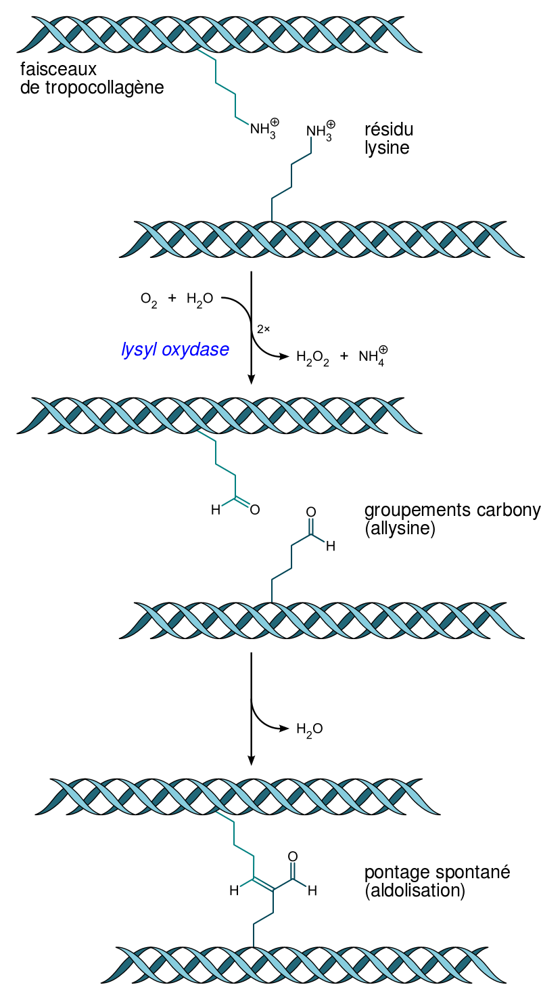 faisceaux
de tropocollagène
NH₃⊕
NH₃⊕
résidu
lysine
O₂ + H₂O
2×
lysyl oxydase
H₂O₂ + NH₄⊕
H
O
O
H
groupements carbony
(allysine)
H₂O
O
H
H
pontage spontané
(aldolisation)